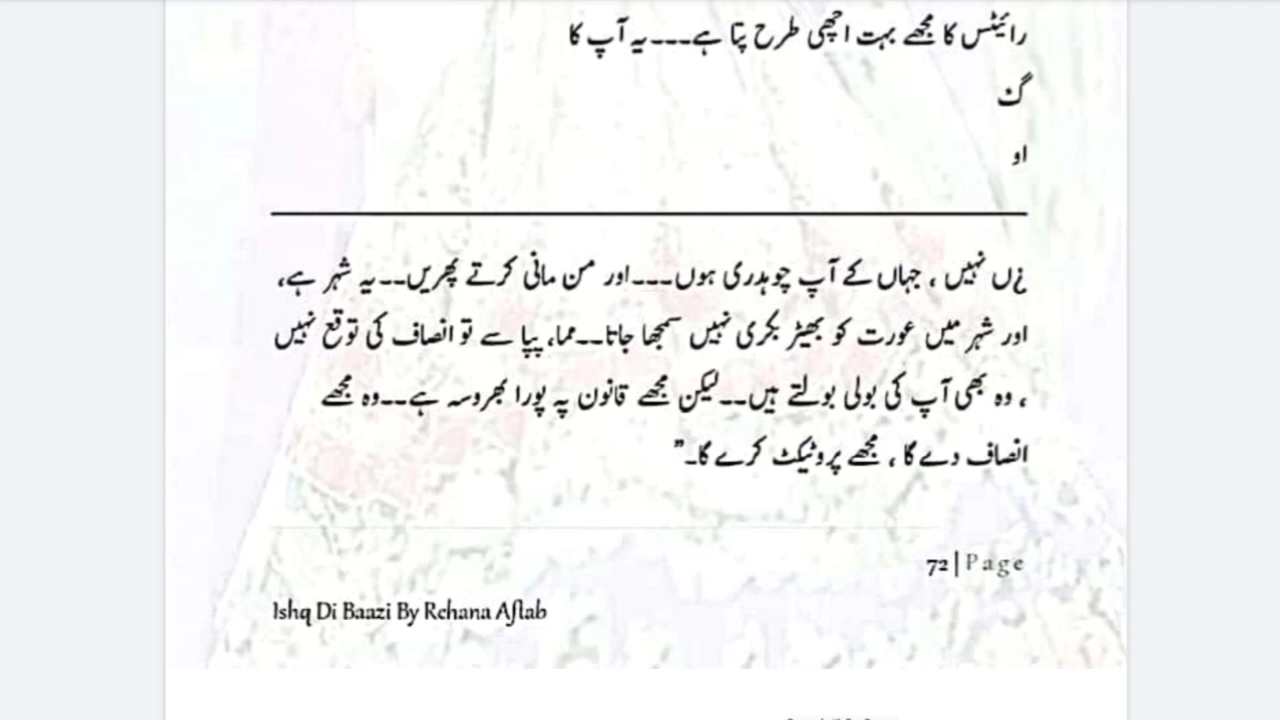 رائیٹس کا مجھے بہت اچھی طرح پتا ہے۔۔۔یہ آپ کا
گ
او
ں نہیں ، جہاں کے آپ چوہدری ہوں۔۔۔اور من مانی کرتے پھریں۔۔یہ شہر ہے،
اور شہر میں عورت کو بھیڑ بکری نہیں سمجھا جاتا۔۔مما، پپا سے تو انصاف کی توقع نہیں
، وہ بھی آپ کی بولی بولتے ہیں۔۔لیکن مجھے قانون پہ پورا بھروسہ ہے۔۔وہ مجھے
انصاف دے گا ، مجھے پروٹیکٹ کرے گا۔”
72 | Page
Ishq Di Baazi By Rehana Aftab